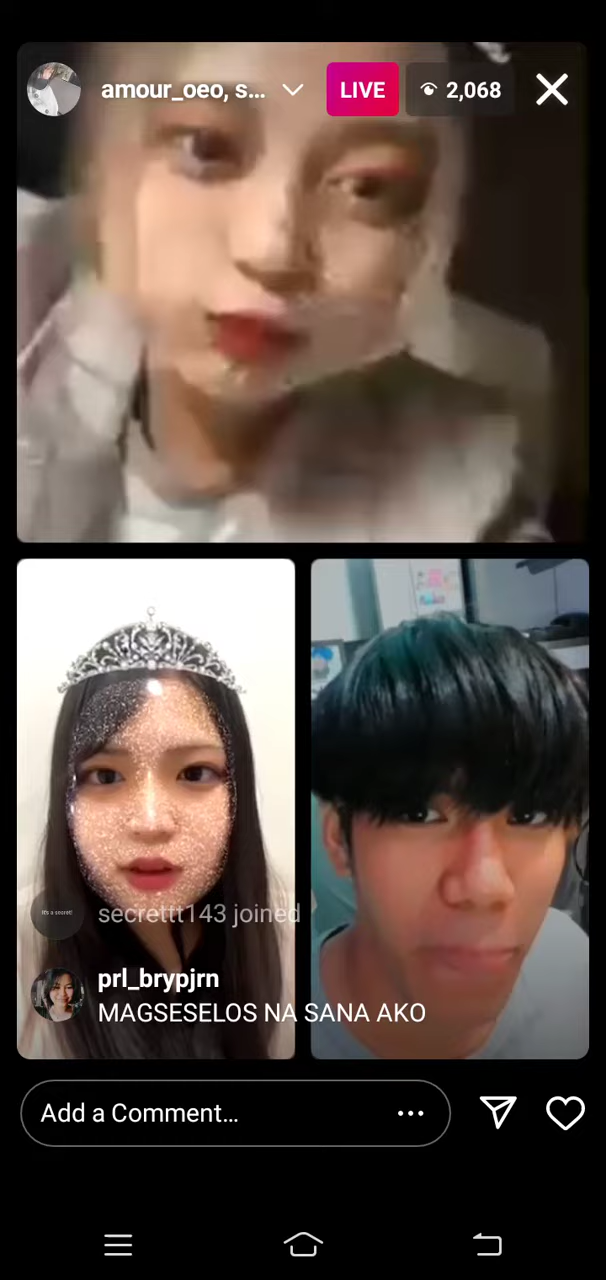 amour_oeo, s...
LIVE
2,068
It's a secret!
secrettt143 joined
prl_brypjrn
MAGSESELOS NA SANA AKO
Add a Comment...